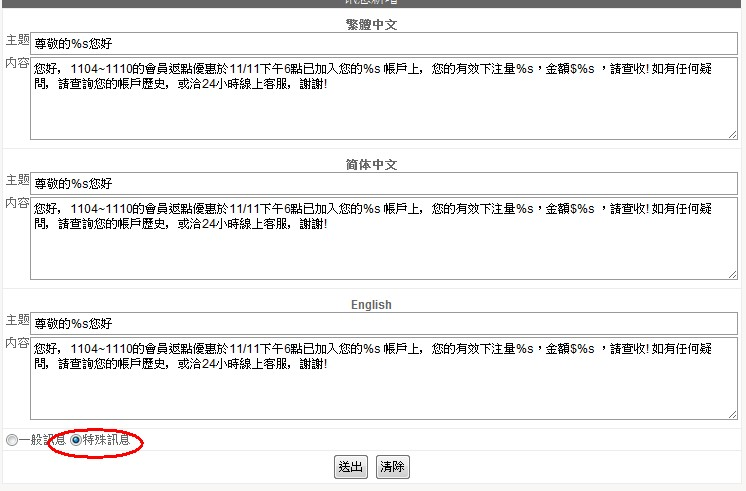 繁體中文
主题
尊敬的%s您好
内容
您好， 1104~1110的會員返點優惠於11/11下午6點已加入您的%s 帳戶上， 您的有效下注量%s，金額$%s ，請查收! 如有任何疑
問，請查詢您的帳戶歷史，或洽24小時線上客服，謝謝!
简体中文
主题
尊敬的%s您好
内容
您好， 1104~1110的會員返點優惠於11/11下午6點已加入您的%s 帳戶上， 您的有效下注量%s，金額$%s ，請查收! 如有任何疑
問，請查詢您的帳戶歷史，或洽24小時線上客服，謝謝!
English
主题
尊敬的%s您好
内容
您好， 1104~1110的會員返點優惠於11/11下午6點已加入您的%s 帳戶上， 您的有效下注量%s，金額$%s ，請查收! 如有任何疑
問，請查詢您的帳戶歷史，或洽24小時線上客服，謝謝!
一般訊息 特殊訊息
送出 清除